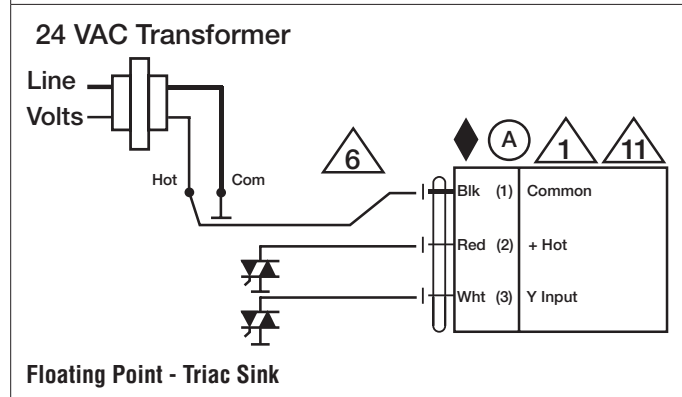 24 VAC Transformer
Line
Volts
Hot
Com
6
A
1
11
Blk (1) Common
Red (2) + Hot
Wht (3) Y Input
Floating Point - Triac Sink